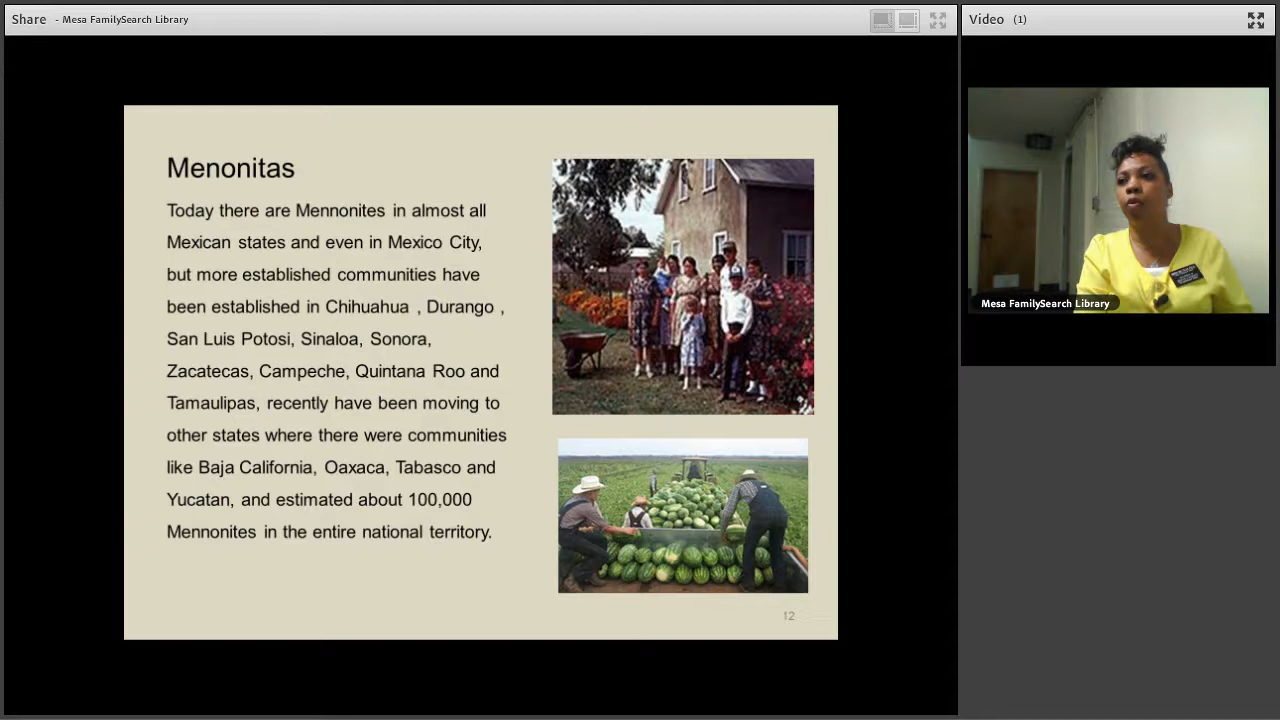 Share - Mesa FamilySearch Library
Video (1)
Menonitas
Today there are Mennonites in almost all
Mexican states and even in Mexico City,
but more established communities have
been established in Chihuahua , Durango ,
San Luis Potosi, Sinaloa, Sonora,
Zacatecas, Campeche, Quintana Roo and
Tamaulipas, recently have been moving to
other states where there were communities
like Baja California, Oaxaca, Tabasco and
Yucatan, and estimated about 100,000
Mennonites in the entire national territory.
12
Mesa FamilySearch Library